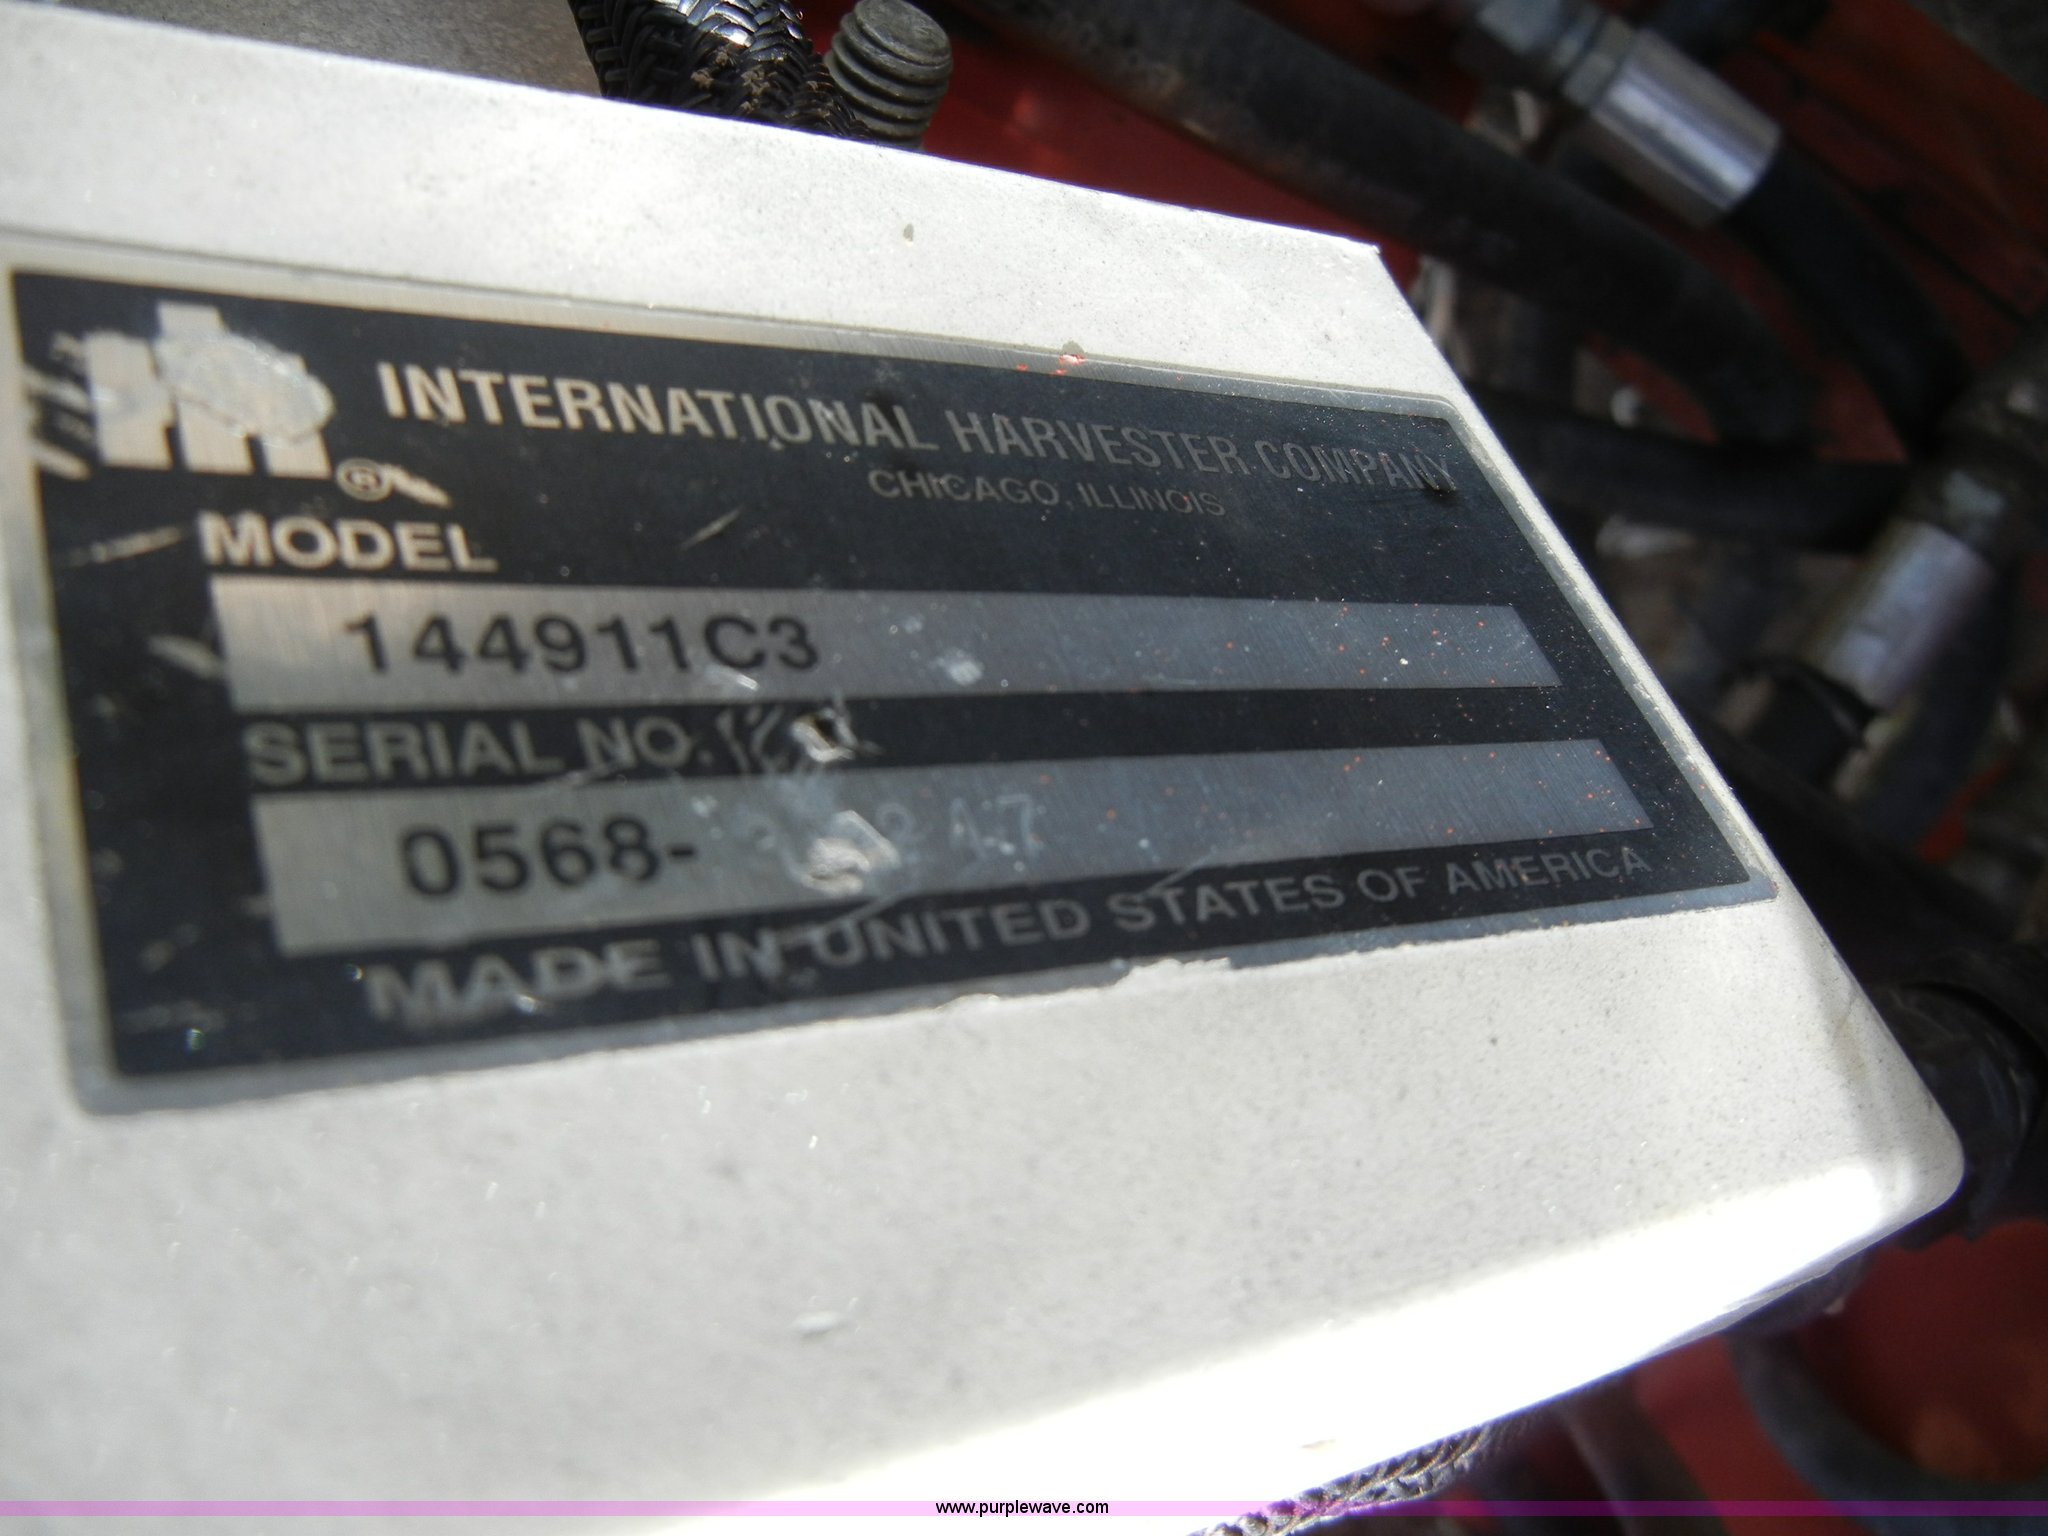 IH ® INTERNATIONAL HARVESTER COMPANY
CHICAGO, ILLINOIS
MODEL
144911C3
SERIAL NO.
0568-
MADE IN UNITED STATES OF AMERICA
www.purplewave.com